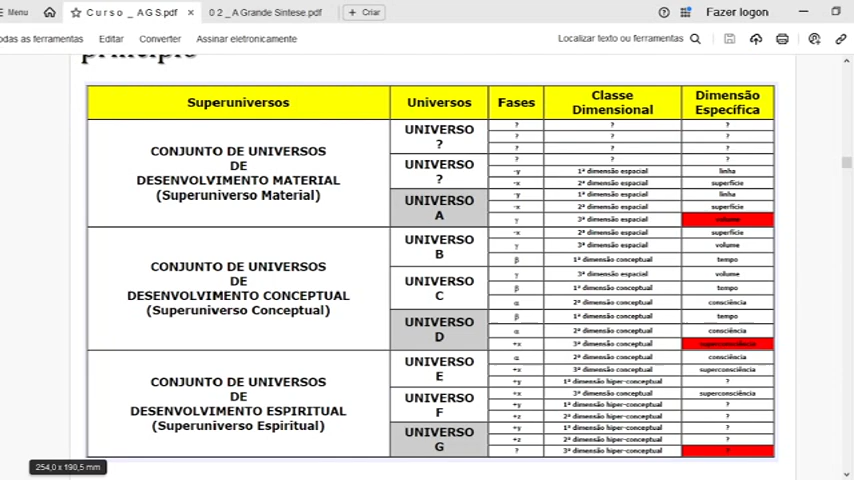 Menu
Curso _ AGS.pdf
0 2 _ A Grande Sintese.pdf
+ Criar
Fazer logon
odas as ferramentas
Editar
Converter
Assinar eletronicamente
Localizar texto ou ferramentas
princípio
Superuniversos Universos Fases Classe Dimensional Dimensão Específica
CONJUNTO DE UNIVERSOS
DE
DESENVOLVIMENTO MATERIAL
(Superuniverso Material)
UNIVERSO
?
? ? ?
? ? ?
? ? ?
UNIVERSO
?
? ? ?
-y 1ª dimensão espacial linha
-x 2ª dimensão espacial superfície
UNIVERSO
A
-y 1ª dimensão espacial linha
-x 2ª dimensão espacial superfície
γ 3ª dimensão espacial volume
CONJUNTO DE UNIVERSOS
DE
DESENVOLVIMENTO CONCEPTUAL
(Superuniverso Conceptual)
UNIVERSO
B
-x 2ª dimensão espacial superfície
γ 3ª dimensão espacial volume
β 1ª dimensão conceptual tempo
UNIVERSO
C
γ 3ª dimensão espacial volume
β 1ª dimensão conceptual tempo
α 2ª dimensão conceptual consciência
UNIVERSO
D
β 1ª dimensão conceptual tempo
α 2ª dimensão conceptual consciência
+x 3ª dimensão conceptual superconsciência
CONJUNTO DE UNIVERSOS
DE
DESENVOLVIMENTO ESPIRITUAL
(Superuniverso Espiritual)
UNIVERSO
E
α 2ª dimensão conceptual consciência
+x 3ª dimensão conceptual superconsciência
+y 1ª dimensão hiper-conceptual ?
UNIVERSO
F
+x 3ª dimensão conceptual superconsciência
+y 1ª dimensão hiper-conceptual ?
+z 2ª dimensão hiper-conceptual ?
UNIVERSO
G
+y 1ª dimensão hiper-conceptual ?
+z 2ª dimensão hiper-conceptual ?
? 3ª dimensão hiper-conceptual ?
254,0 x 190,5 mm